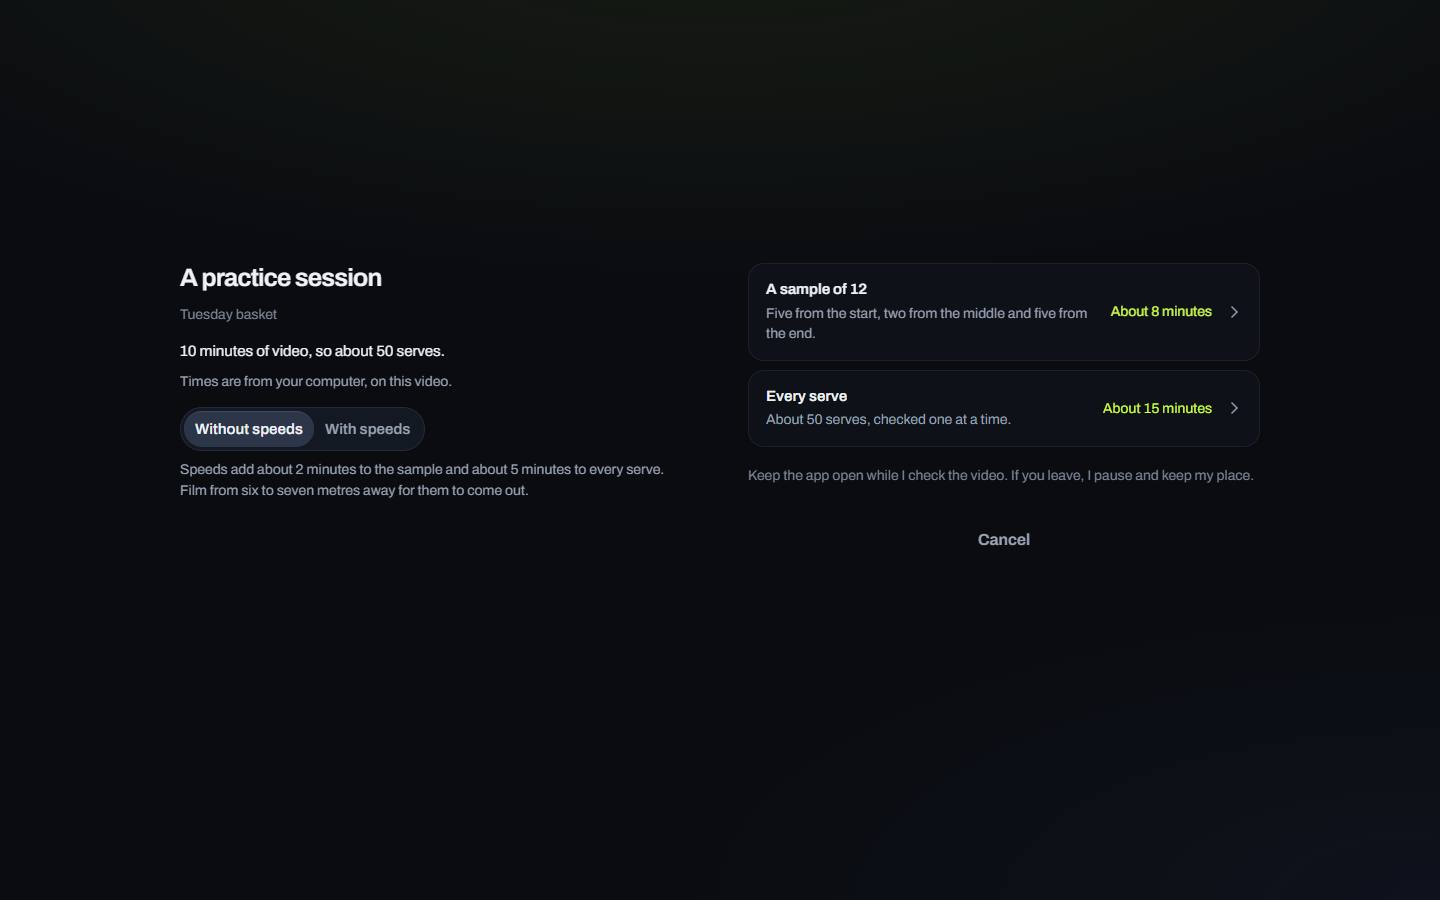 A practice session
Tuesday basket
10 minutes of video, so about 50 serves.
Times are from your computer, on this video.
Without speeds
With speeds
Speeds add about 2 minutes to the sample and about 5 minutes to every serve.
Film from six to seven metres away for them to come out.
A sample of 12
Five from the start, two from the middle and five from
the end.
About 8 minutes
Every serve
About 50 serves, checked one at a time.
About 15 minutes
Keep the app open while I check the video. If you leave, I pause and keep my place.
Cancel